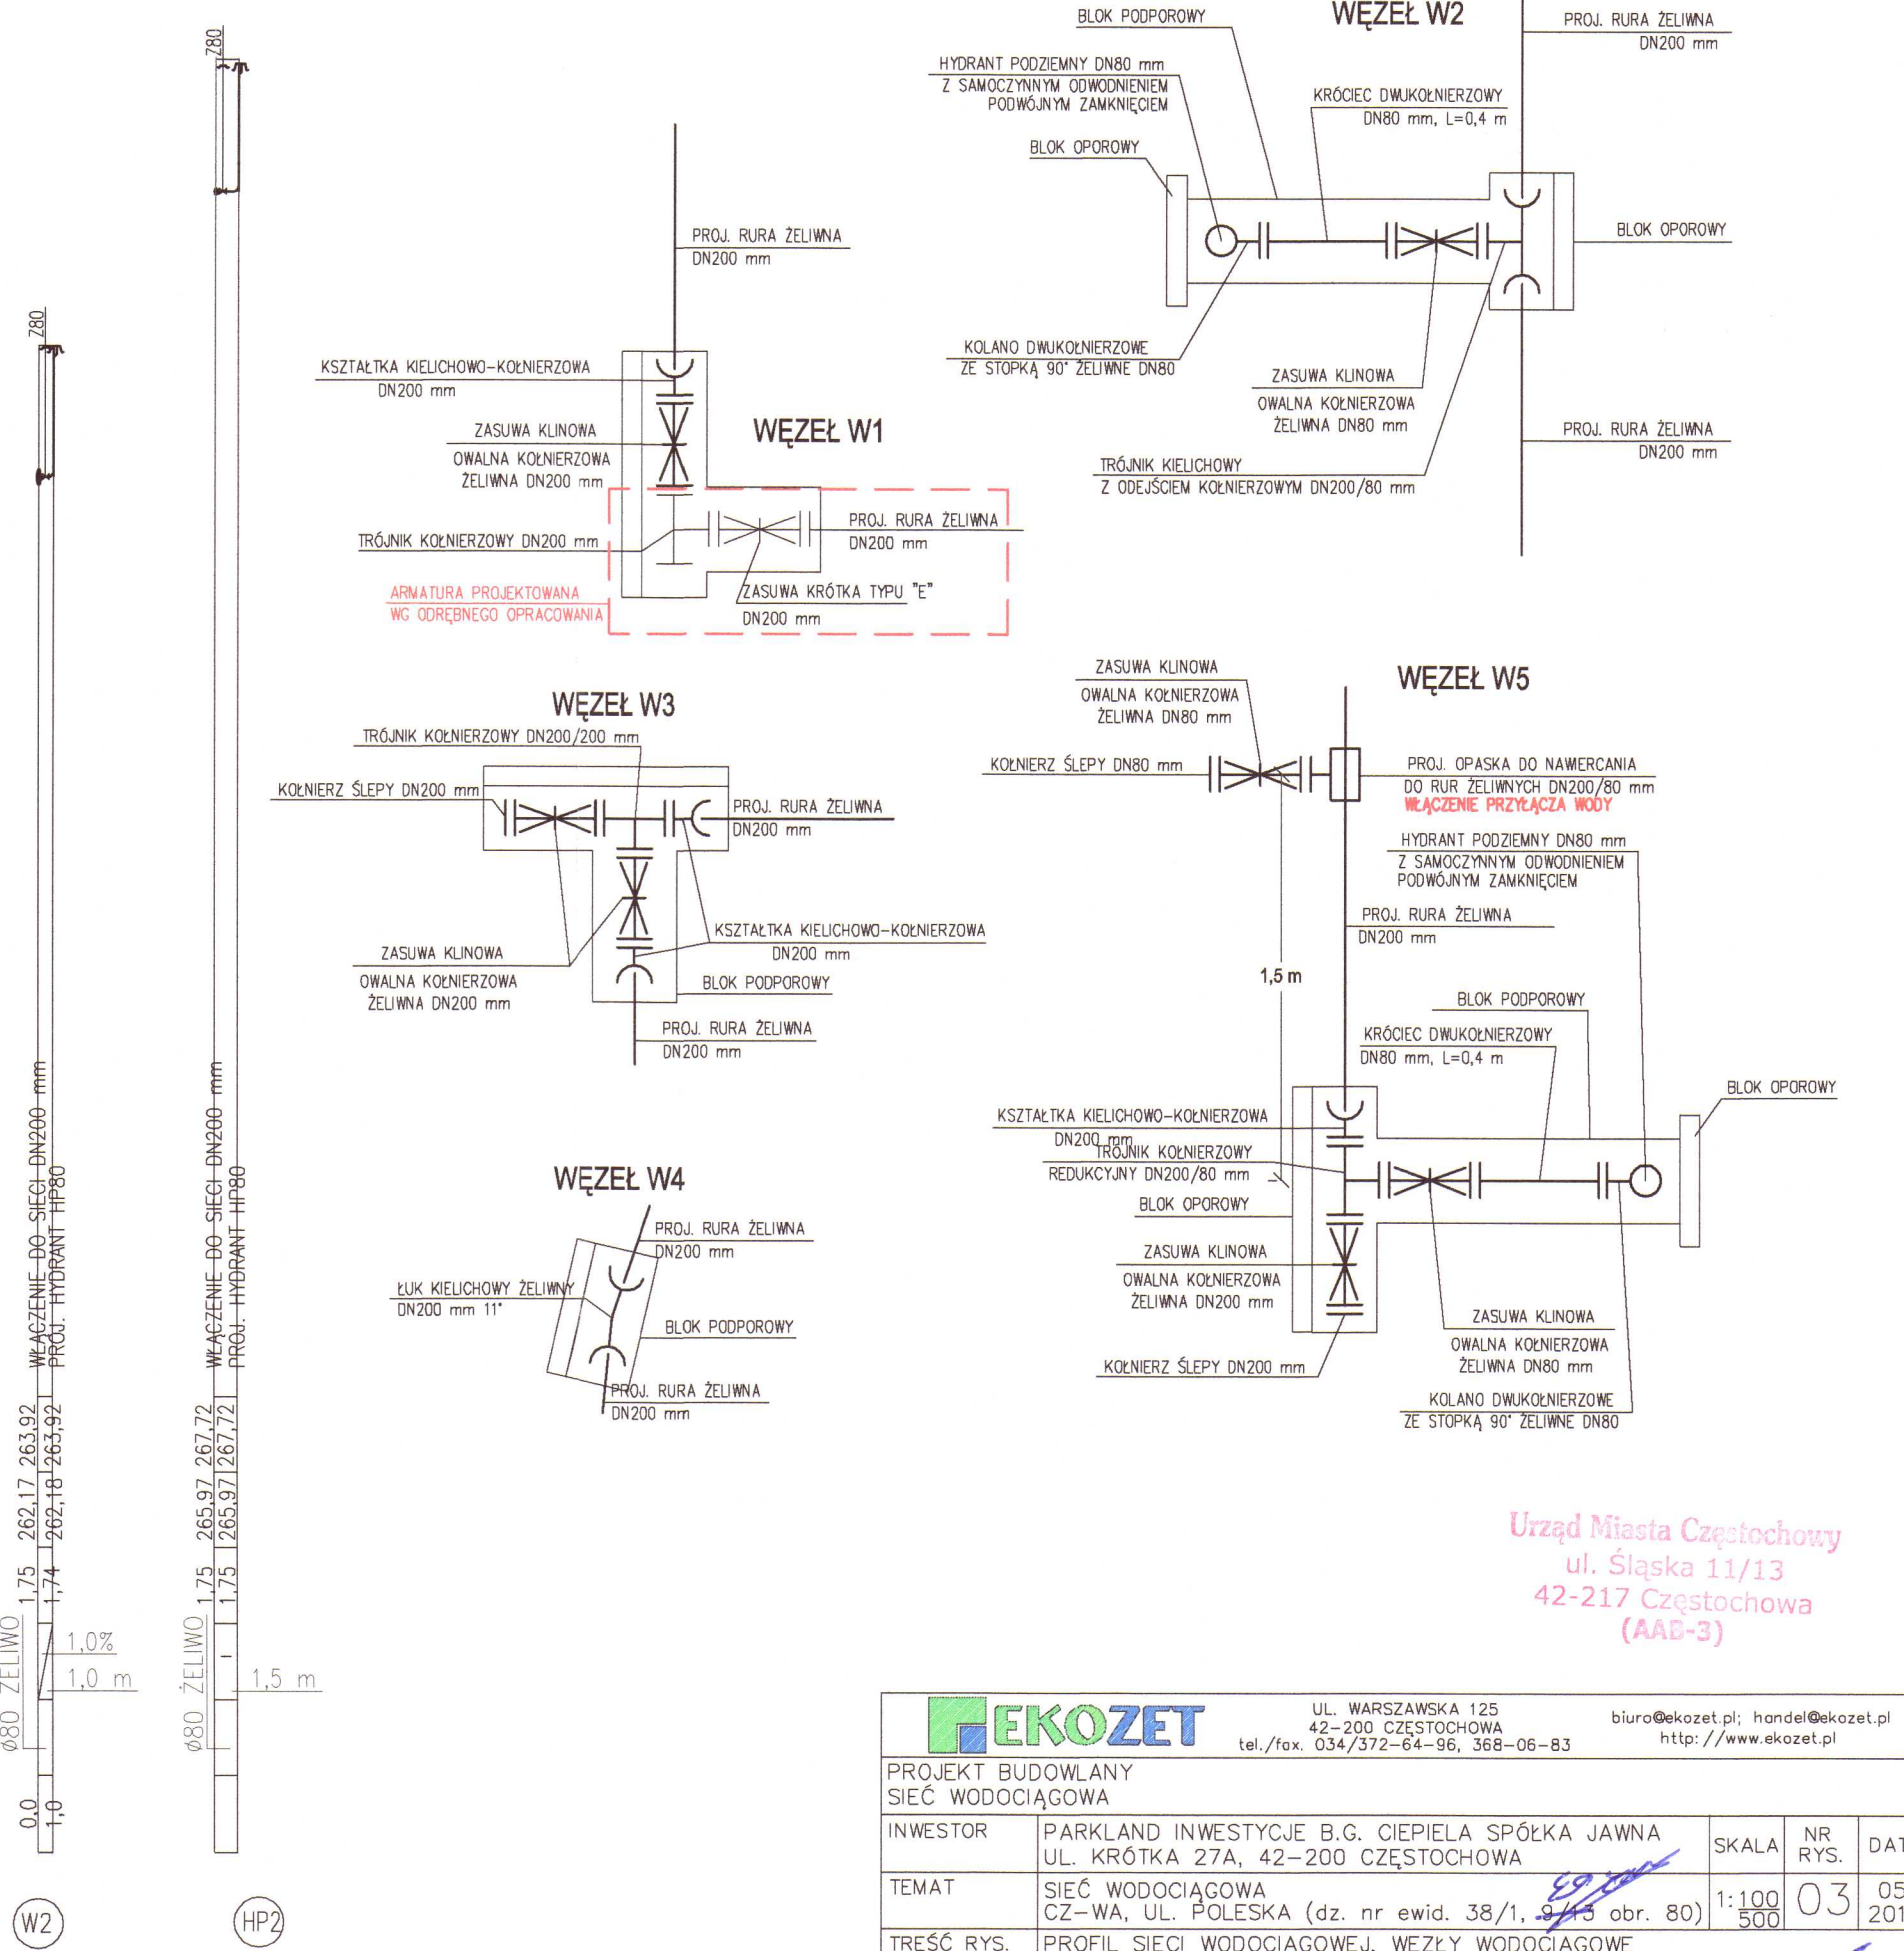 Z80
Z80
WŁĄCZENIE DO SIECI DN200 mm
PROJ. HYDRANT HP80
1,75 262,17 263,92
1,74 262,18 263,92
ø80 ŻELIWO
1,0%
1,0 m
0,0
1,0
W2
WŁĄCZENIE DO SIECI DN200 mm
PROJ. HYDRANT HP80
1,75 265,97 267,72
1,75 265,97 267,72
ø80 ŻELIWO
1,5 m
HP2
WĘZEŁ W1
PROJ. RURA ŻELIWNA
DN200 mm
KSZTAŁTKA KIELICHOWO-KOŁNIERZOWA
DN200 mm
ZASUWA KLINOWA
OWALNA KOŁNIERZOWA
ŻELIWNA DN200 mm
TRÓJNIK KOŁNIERZOWY DN200 mm
PROJ. RURA ŻELIWNA
DN200 mm
ARMATURA PROJEKTOWANA
WG ODRĘBNEGO OPRACOWANIA
ZASUWA KRÓTKA TYPU "E"
DN200 mm
WĘZEŁ W2
BLOK PODPOROWY
PROJ. RURA ŻELIWNA
DN200 mm
HYDRANT PODZIEMNY DN80 mm
Z SAMOCZYNNYM ODWODNIENIEM
PODWÓJNYM ZAMKNIĘCIEM
KRÓCIEC DWUKOŁNIERZOWY
DN80 mm, L=0,4 m
BLOK OPOROWY
BLOK OPOROWY
KOLANO DWUKOŁNIERZOWE
ZE STOPKĄ 90° ŻELIWNE DN80
ZASUWA KLINOWA
OWALNA KOŁNIERZOWA
ŻELIWNA DN80 mm
PROJ. RURA ŻELIWNA
DN200 mm
TRÓJNIK KIELICHOWY
Z ODEJŚCIEM KOŁNIERZOWYM DN200/80 mm
WĘZEŁ W3
TRÓJNIK KOŁNIERZOWY DN200/200 mm
KOŁNIERZ ŚLEPY DN200 mm
PROJ. RURA ŻELIWNA
DN200 mm
KSZTAŁTKA KIELICHOWO-KOŁNIERZOWA
DN200 mm
ZASUWA KLINOWA
OWALNA KOŁNIERZOWA
ŻELIWNA DN200 mm
BLOK PODPOROWY
PROJ. RURA ŻELIWNA
DN200 mm
WĘZEŁ W4
PROJ. RURA ŻELIWNA
DN200 mm
ŁUK KIELICHOWY ŻELIWNY
DN200 mm 11°
BLOK PODPOROWY
PROJ. RURA ŻELIWNA
DN200 mm
WĘZEŁ W5
ZASUWA KLINOWA
OWALNA KOŁNIERZOWA
ŻELIWNA DN80 mm
KOŁNIERZ ŚLEPY DN80 mm
PROJ. OPASKA DO NAWIERCANIA
DO RUR ŻELIWNYCH DN200/80 mm
WŁĄCZENIE PRZYŁĄCZA WODY
HYDRANT PODZIEMNY DN80 mm
Z SAMOCZYNNYM ODWODNIENIEM
PODWÓJNYM ZAMKNIĘCIEM
PROJ. RURA ŻELIWNA
DN200 mm
1,5 m
BLOK PODPOROWY
KRÓCIEC DWUKOŁNIERZOWY
DN80 mm, L=0,4 m
BLOK OPOROWY
KSZTAŁTKA KIELICHOWO-KOŁNIERZOWA
DN200 mm
TRÓJNIK KOŁNIERZOWY
REDUKCYJNY DN200/80 mm
BLOK OPOROWY
ZASUWA KLINOWA
OWALNA KOŁNIERZOWA
ŻELIWNA DN200 mm
ZASUWA KLINOWA
OWALNA KOŁNIERZOWA
ŻELIWNA DN80 mm
KOŁNIERZ ŚLEPY DN200 mm
KOLANO DWUKOŁNIERZOWE
ZE STOPKĄ 90° ŻELIWNE DN80
Urząd Miasta Częstochowy
ul. Śląska 11/13
42-217 Częstochowa
(AAB-3)
EKOZET
UL. WARSZAWSKA 125
42-200 CZĘSTOCHOWA
tel./fax. 034/372-64-96, 368-06-83
biuro@ekozet.pl; handel@ekozet.pl
http://www.ekozet.pl
PROJEKT BUDOWLANY
SIEĆ WODOCIĄGOWA
INWESTOR
PARKLAND INWESTYCJE B.G. CIEPIELA SPÓŁKA JAWNA
UL. KRÓTKA 27A, 42-200 CZĘSTOCHOWA
SKALA
NR
RYS.
TEMAT
SIEĆ WODOCIĄGOWA
CZ-WA, UL. POLESKA (dz. nr ewid. 38/1, 9/13 obr. 80)
1:100
500
03
05
TREŚĆ RYS.
PROFIL SIECI WODOCIĄGOWEJ, WĘZŁY WODOCIĄGOWE